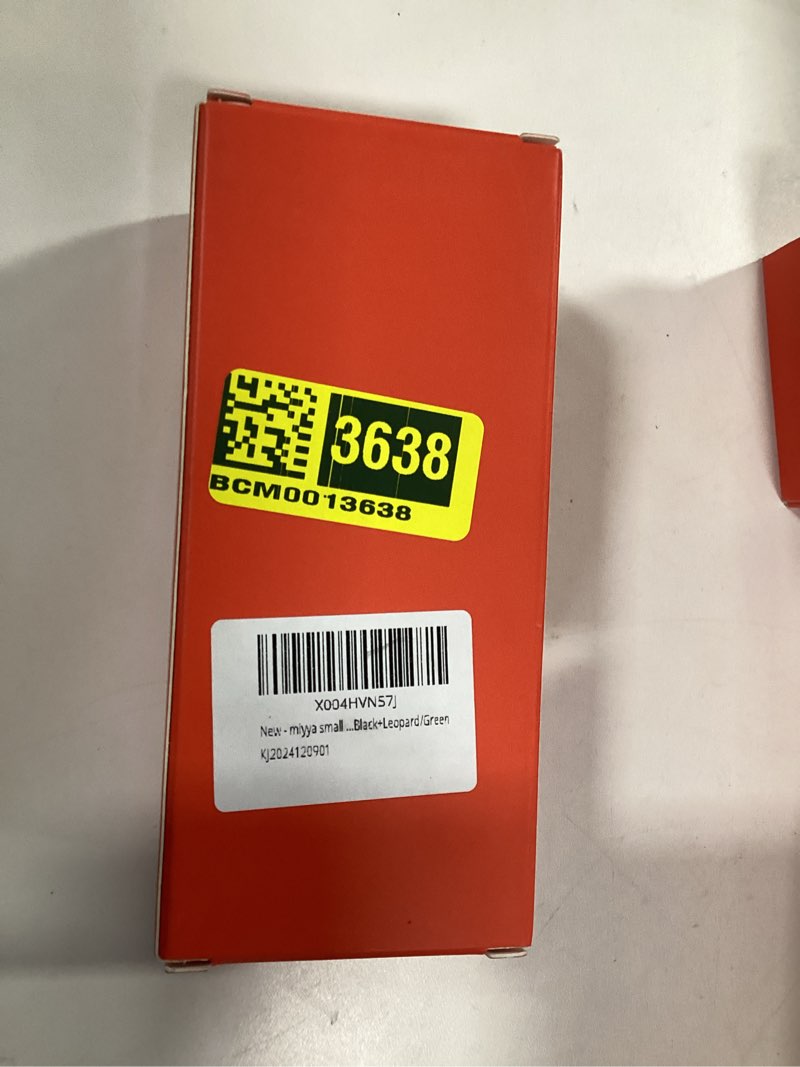 3638
BCM0013638
X004HVN57J
New - miyya small ...Black+Leopard/Green
KJ2024120901